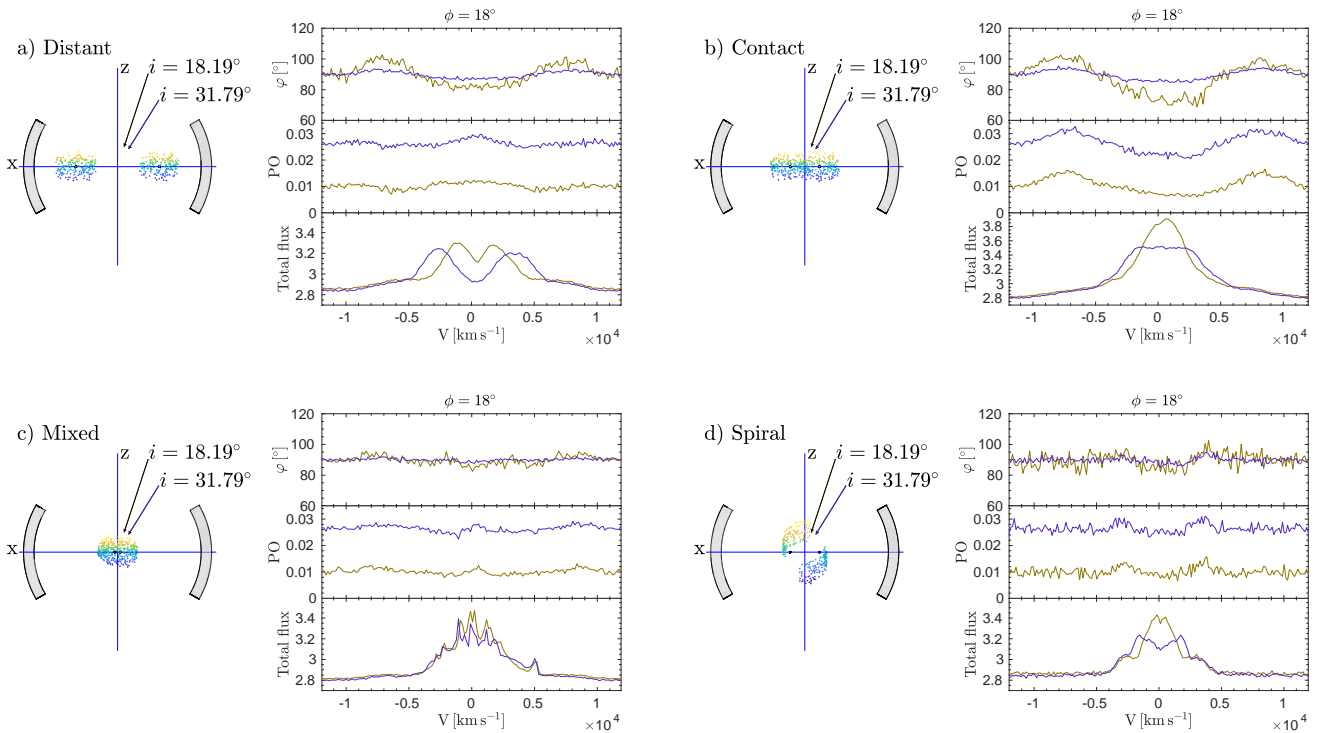 a) Distant
z
i = 18.19°
i = 31.79°
x
ϕ = 18°
120
100
80
60
φ [°]
0.03
0.02
0.01
0
PO
3.4
3.2
3
2.8
Total flux
-1 -0.5 0 0.5 1
V [km s⁻¹]
×10⁴
b) Contact
z
i = 18.19°
i = 31.79°
x
ϕ = 18°
120
100
80
60
φ [°]
0.03
0.02
0.01
0
PO
3.8
3.6
3.4
3.2
3
2.8
Total flux
-1 -0.5 0 0.5 1
V [km s⁻¹]
×10⁴
c) Mixed
z
i = 18.19°
i = 31.79°
x
ϕ = 18°
120
100
80
60
φ [°]
0.03
0.02
0.01
0
PO
3.4
3.2
3
2.8
Total flux
-1 -0.5 0 0.5 1
V [km s⁻¹]
×10⁴
d) Spiral
z
i = 18.19°
i = 31.79°
x
ϕ = 18°
120
100
80
60
φ [°]
0.03
0.02
0.01
0
PO
3.4
3.2
3
2.8
Total flux
-1 -0.5 0 0.5 1
V [km s⁻¹]
×10⁴